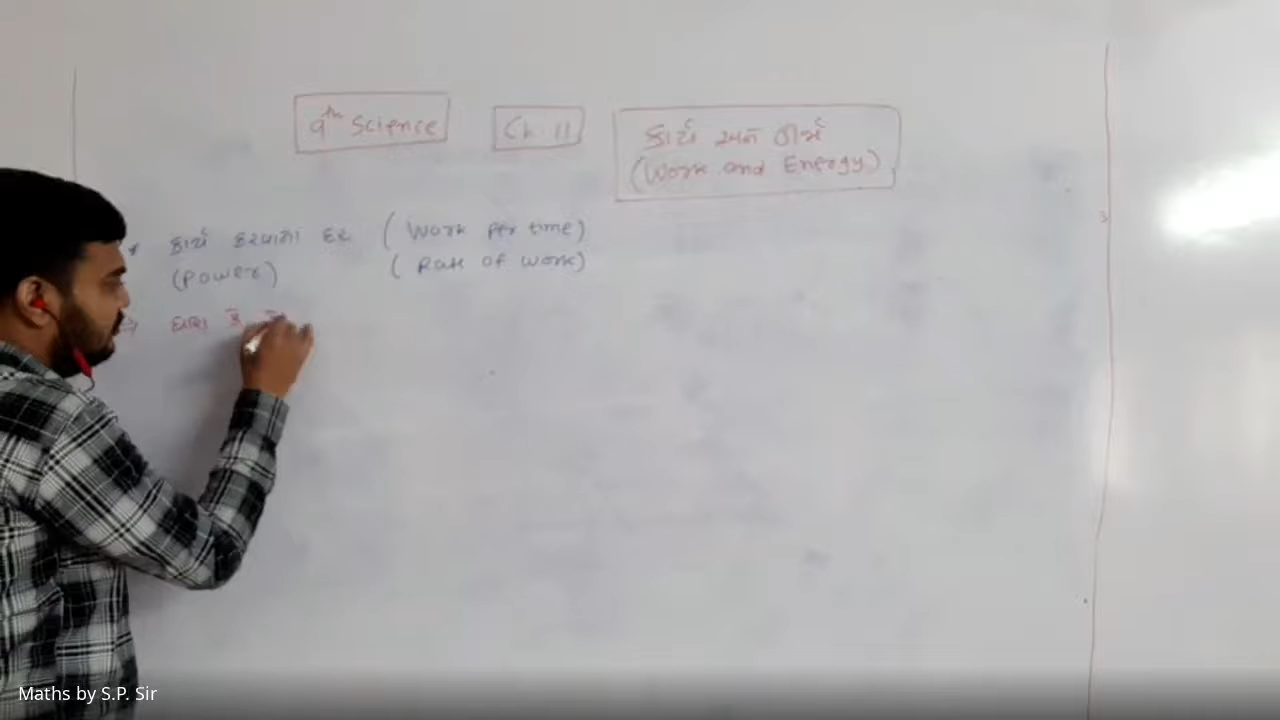 9th Science
Ch. 11
કાર્ય અને ઊર્જા
(Work and Energy)
* કાર્ય કરવાનો દર (Work per time)
(Power) (Rate of work)
⇒ ધારો કે
Maths by S.P. Sir